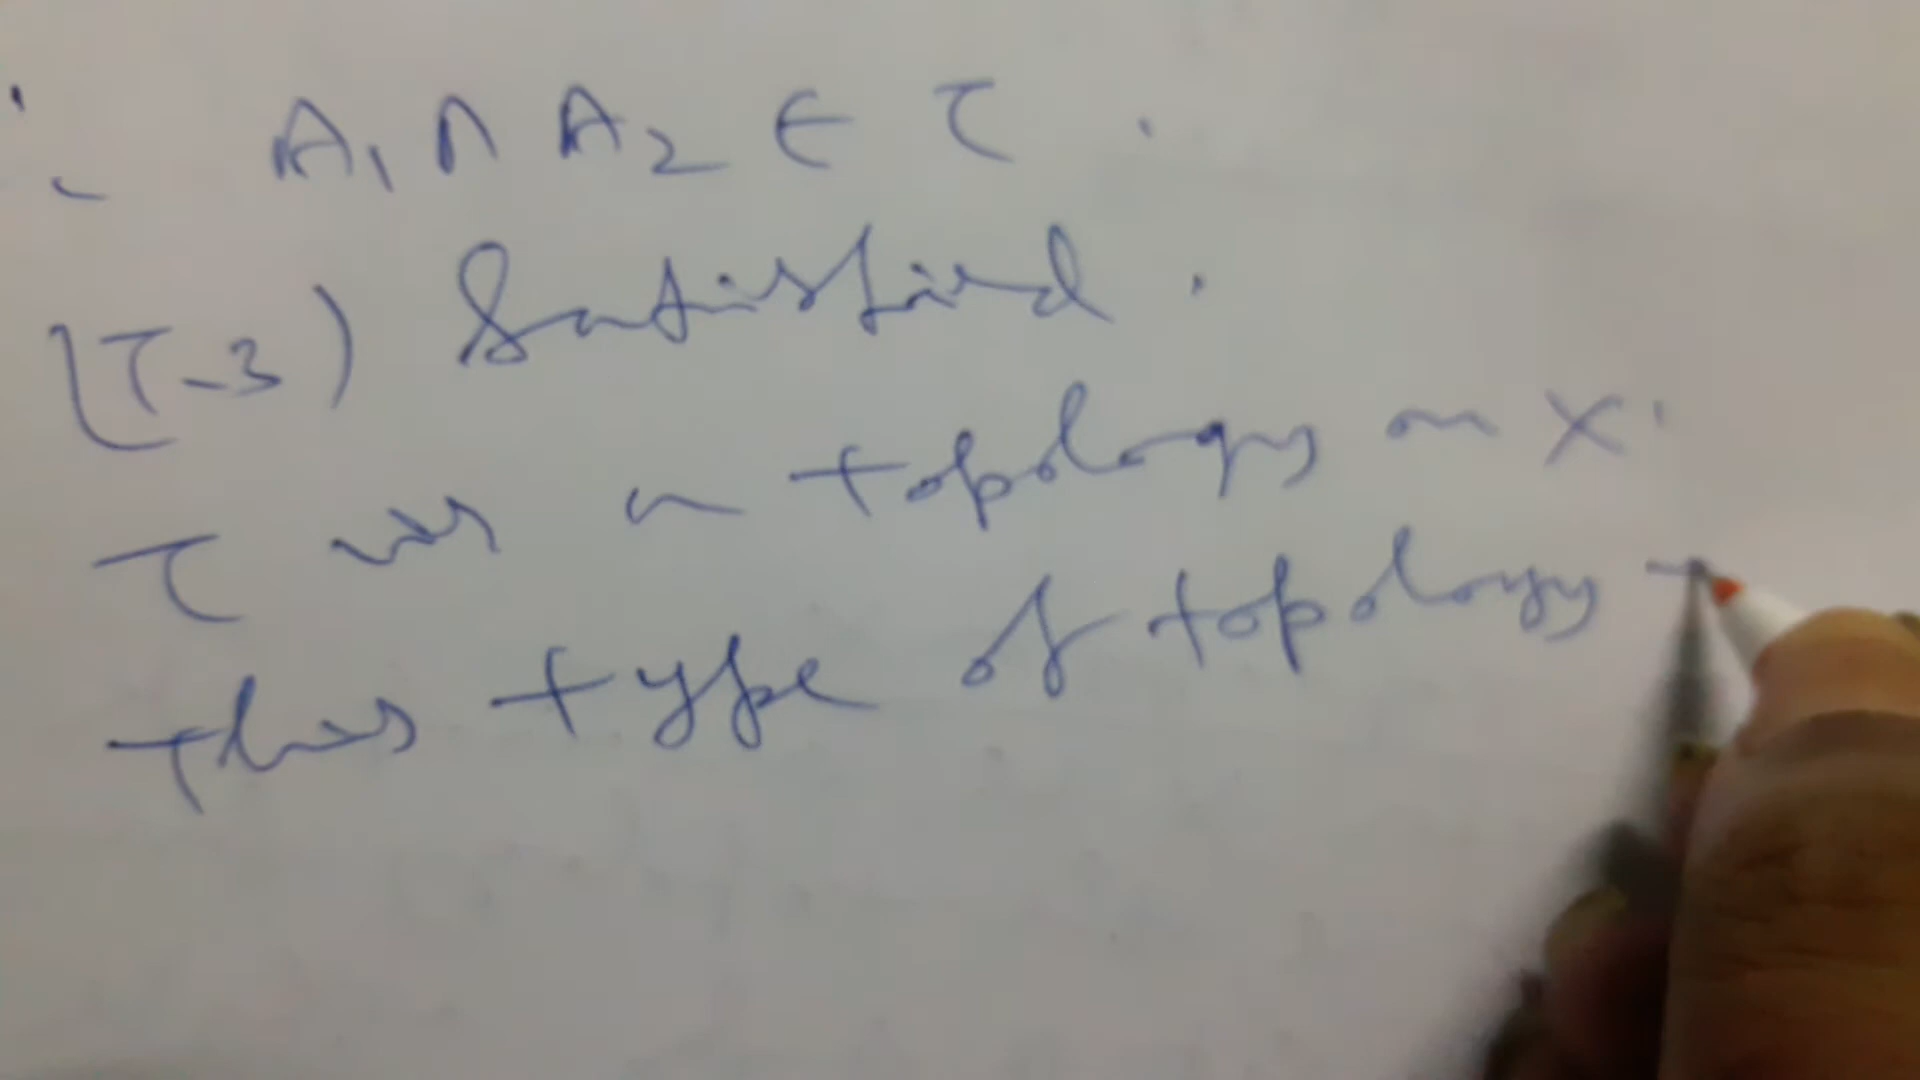 ∴ A₁ ∩ A₂ ∈ τ .
(T-3) Satisfied .
τ is a topology on X.
This type of topology